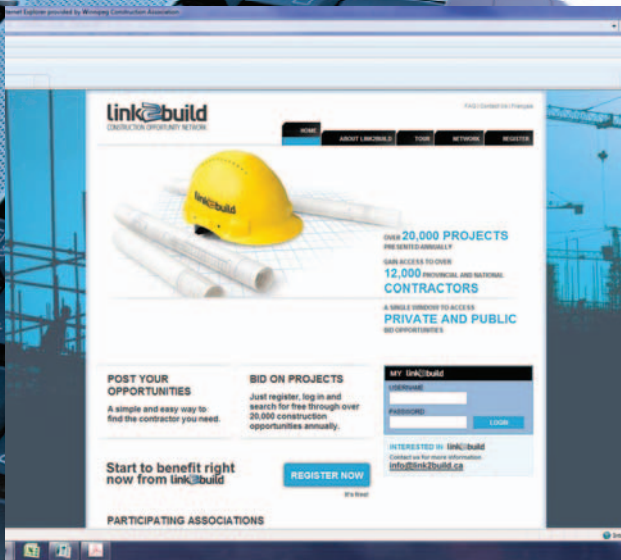 ernet Explorer provided by Winnipeg Construction Association
link2build
CONSTRUCTION OPPORTUNITY NETWORK
FAQ | Contact Us | Français
HOME
ABOUT LINK2BUILD
TOUR
NETWORK
REGISTER
link2build
OVER 20,000 PROJECTS
PRESENTED ANNUALLY
GAIN ACCESS TO OVER
12,000 PROVINCIAL AND NATIONAL
CONTRACTORS
A SINGLE WINDOW TO ACCESS
PRIVATE AND PUBLIC
BID OPPORTUNITIES
POST YOUR
OPPORTUNITIES
A simple and easy way to
find the contractor you need.
BID ON PROJECTS
Just register, log in and
search for free through over
20,000 construction
opportunities annually.
MY link2build
USERNAME
PASSWORD
LOGIN
INTERESTED IN link2build
Contact us for more information.
info@link2build.ca
Start to benefit right
now from link2build
REGISTER NOW
It's free!
PARTICIPATING ASSOCIATIONS